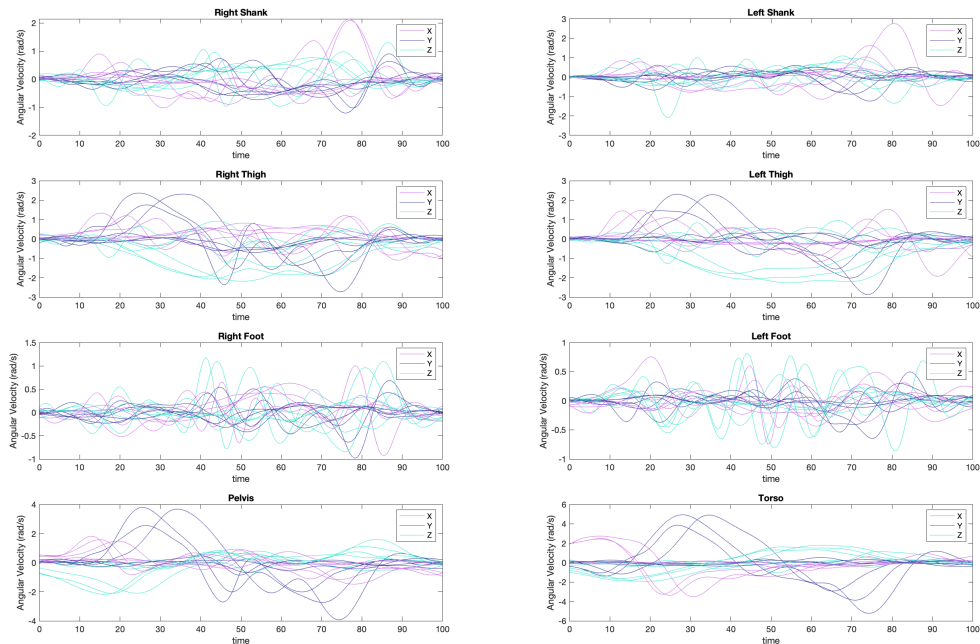 Right Shank
Angular Velocity (rad/s)
2
1
0
-1
-2
X
Y
Z
0 10 20 30 40 50 60 70 80 90 100
time
Left Shank
Angular Velocity (rad/s)
3
2
1
0
-1
-2
-3
X
Y
Z
0 10 20 30 40 50 60 70 80 90 100
time
Right Thigh
Angular Velocity (rad/s)
3
2
1
0
-1
-2
-3
X
Y
Z
0 10 20 30 40 50 60 70 80 90 100
time
Left Thigh
Angular Velocity (rad/s)
3
2
1
0
-1
-2
-3
X
Y
Z
0 10 20 30 40 50 60 70 80 90 100
time
Right Foot
Angular Velocity (rad/s)
1.5
1
0.5
0
-0.5
-1
X
Y
Z
0 10 20 30 40 50 60 70 80 90 100
time
Left Foot
Angular Velocity (rad/s)
1
0.5
0
-0.5
-1
X
Y
Z
0 10 20 30 40 50 60 70 80 90 100
time
Pelvis
Angular Velocity (rad/s)
4
2
0
-2
-4
X
Y
Z
0 10 20 30 40 50 60 70 80 90 100
time
Torso
Angular Velocity (rad/s)
6
4
2
0
-2
-4
-6
X
Y
Z
0 10 20 30 40 50 60 70 80 90 100
time